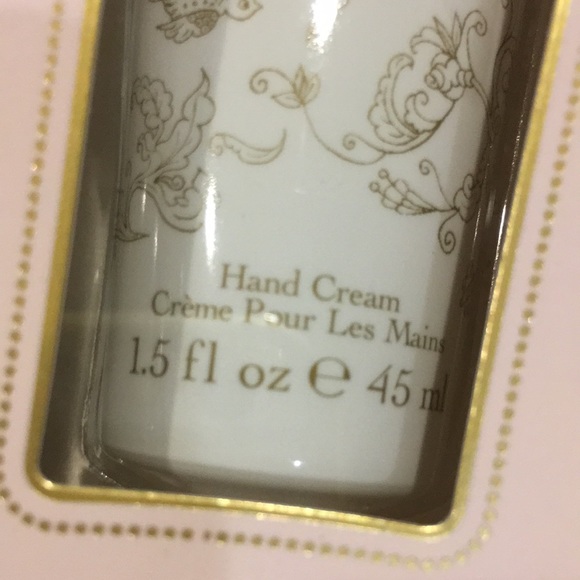 Hand Cream
Crème Pour Les Mains
1.5 fl oz ℮ 45 ml